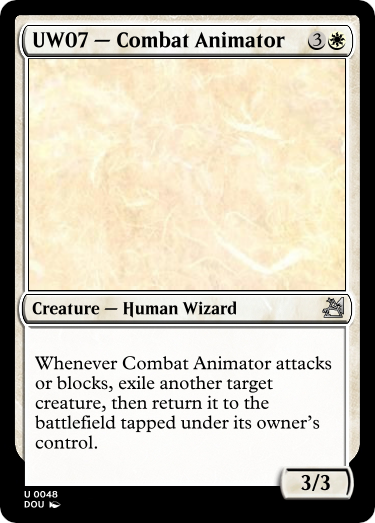 UW07 — Combat Animator 3
Creature — Human Wizard
Whenever Combat Animator attacks
or blocks, exile another target
creature, then return it to the
battlefield tapped under its owner's
control.
3/3
U 0048
DOU